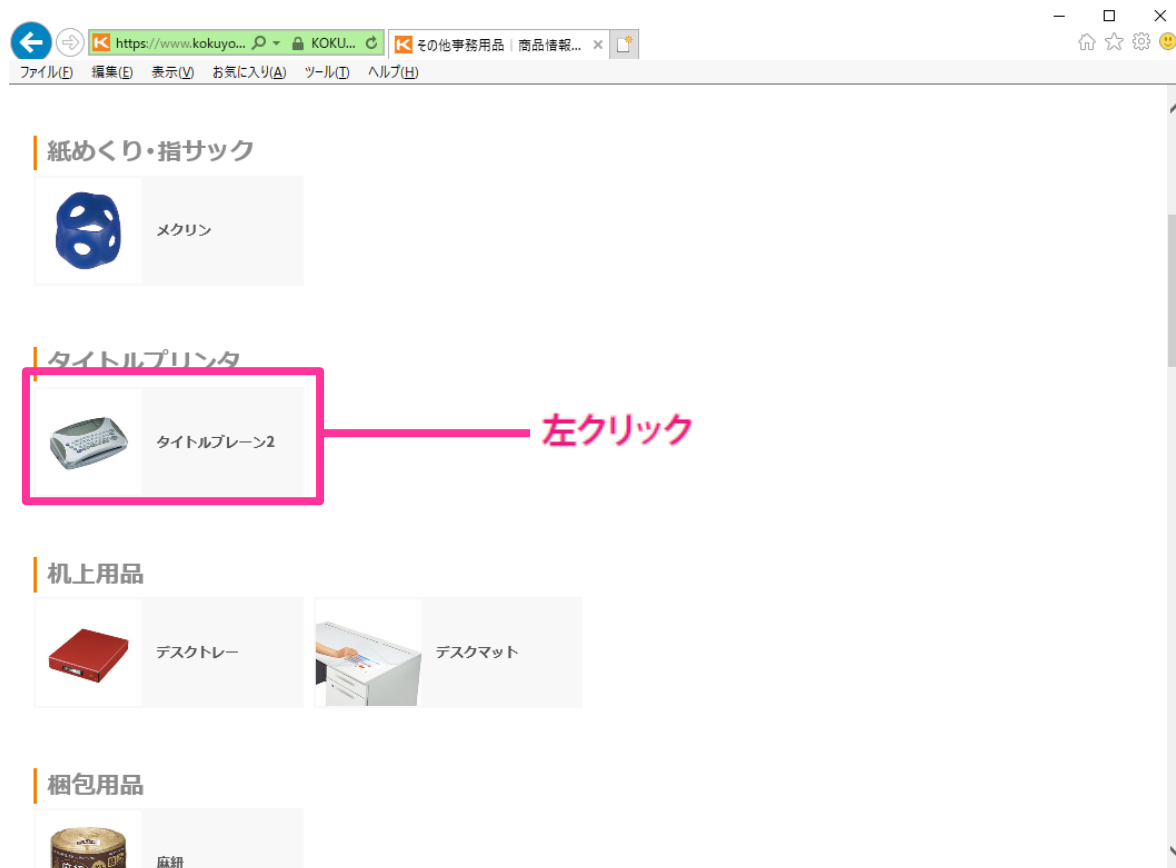 https://www.kokuyo... KOKU... その他事務用品｜商品情報...
ファイル(F) 編集(E) 表示(V) お気に入り(A) ツール(T) ヘルプ(H)
紙めくり・指サック
メクリン
タイトルプリンタ
タイトルブレーン2
左クリック
机上用品
デスクトレー
デスクマット
梱包用品
麻紐